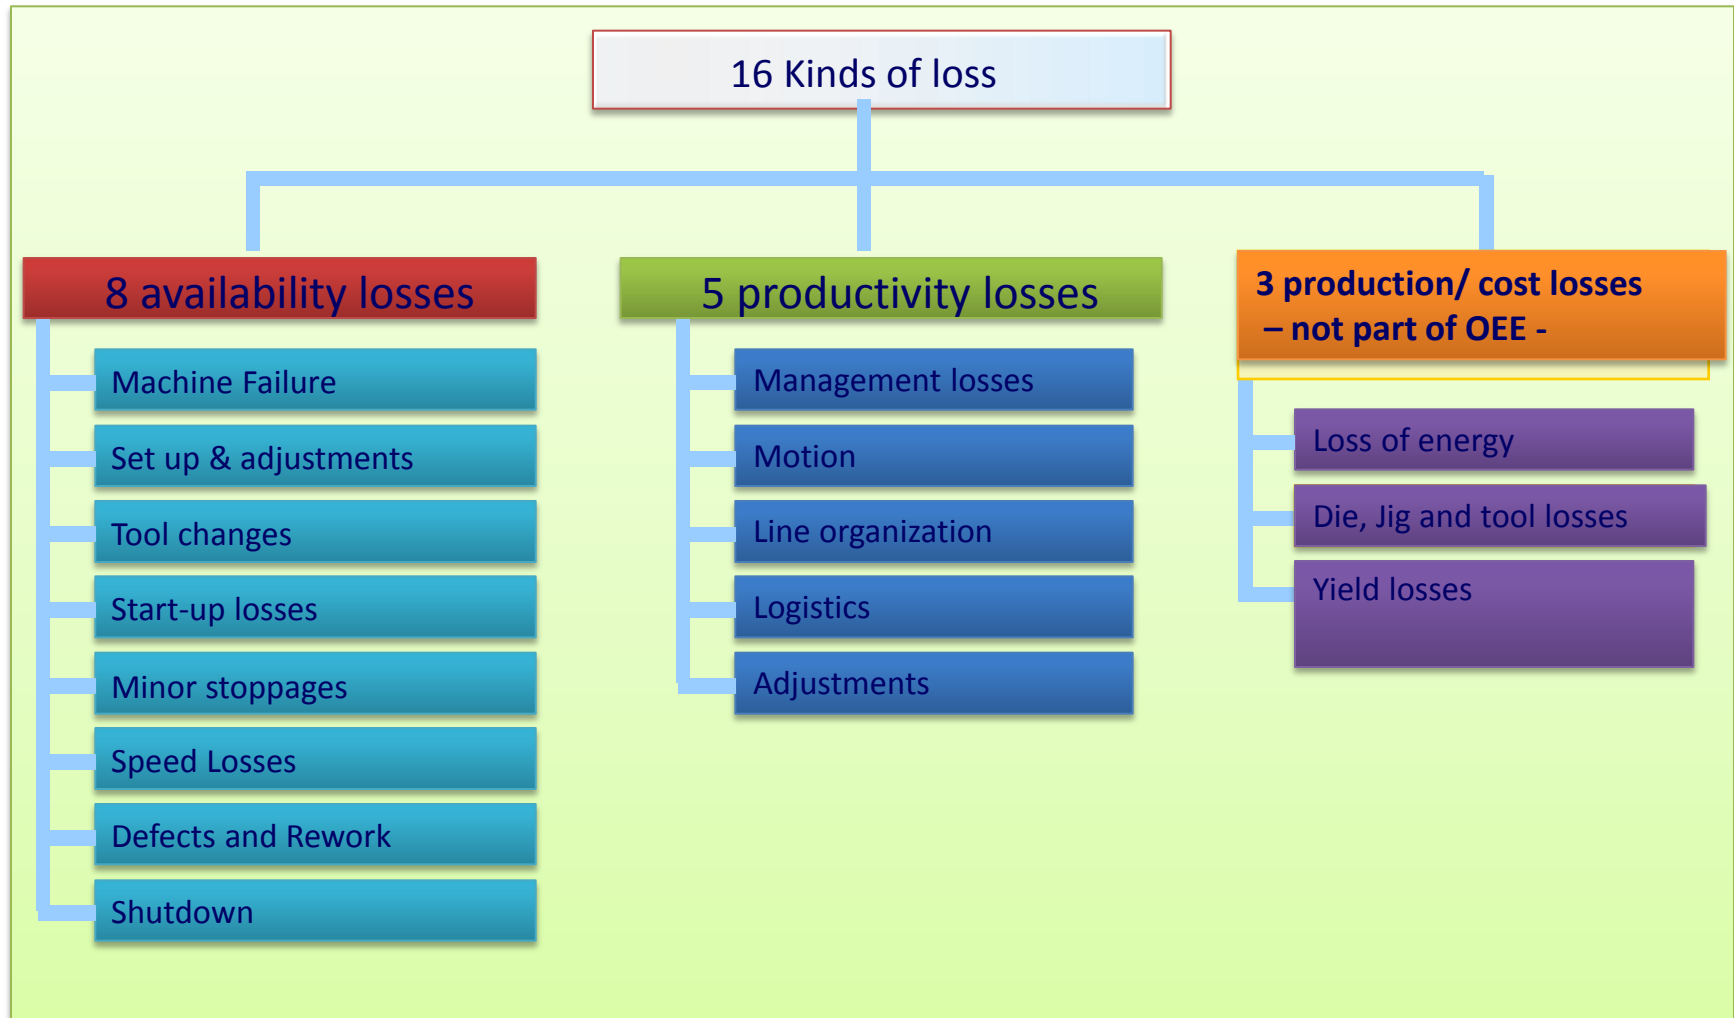 16 Kinds of loss
8 availability losses
Machine Failure
Set up & adjustments
Tool changes
Start-up losses
Minor stoppages
Speed Losses
Defects and Rework
Shutdown
5 productivity losses
Management losses
Motion
Line organization
Logistics
Adjustments
3 production/ cost losses
– not part of OEE -
Loss of energy
Die, Jig and tool losses
Yield losses